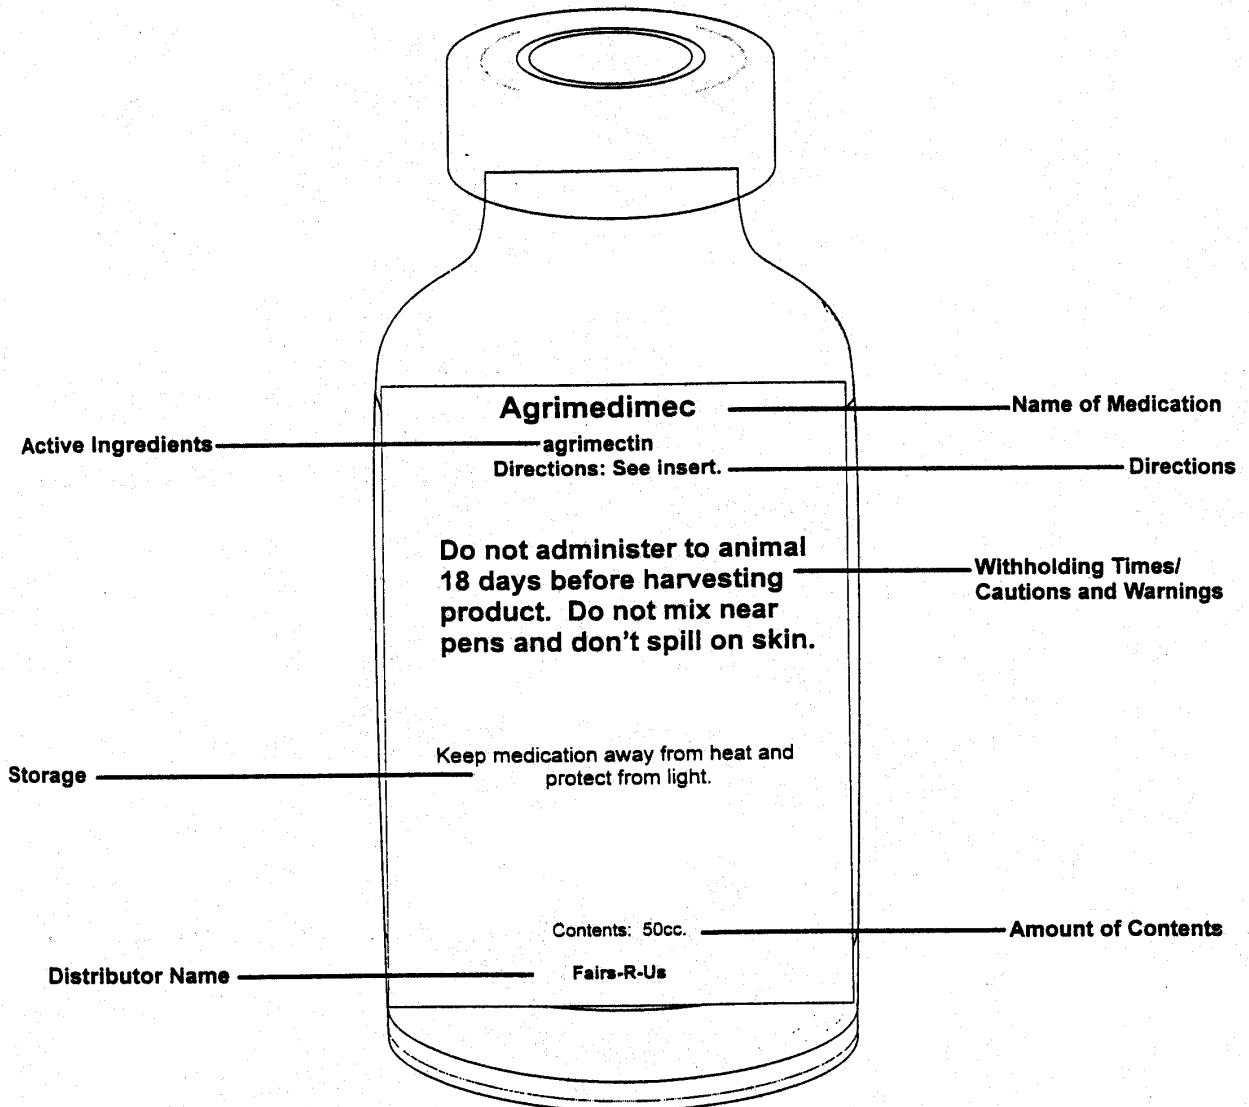 Agrimedimec
Name of Medication
Active Ingredients
agrimectin
Directions: See insert.
Directions
Do not administer to animal
18 days before harvesting
product. Do not mix near
pens and don't spill on skin.
Withholding Times/
Cautions and Warnings
Keep medication away from heat and
protect from light.
Storage
Contents: 50cc.
Amount of Contents
Distributor Name
Fairs-R-Us